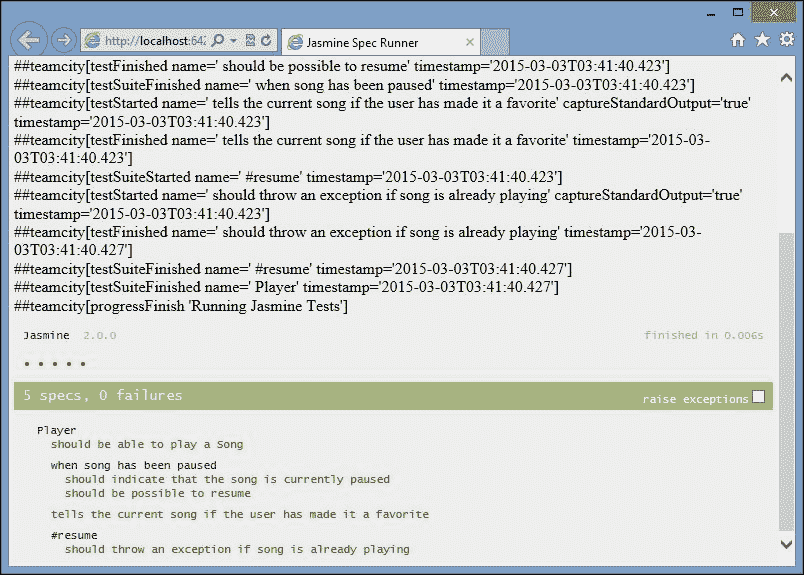 http://localhost:642
Jasmine Spec Runner
##teamcity[testFinished name=' should be possible to resume' timestamp='2015-03-03T03:41:40.423']
##teamcity[testSuiteFinished name=' when song has been paused' timestamp='2015-03-03T03:41:40.423']
##teamcity[testStarted name=' tells the current song if the user has made it a favorite' captureStandardOutput='true'
timestamp='2015-03-03T03:41:40.423']
##teamcity[testFinished name=' tells the current song if the user has made it a favorite' timestamp='2015-03-
03T03:41:40.423']
##teamcity[testSuiteStarted name=' #resume' timestamp='2015-03-03T03:41:40.423']
##teamcity[testStarted name=' should throw an exception if song is already playing' captureStandardOutput='true'
timestamp='2015-03-03T03:41:40.423']
##teamcity[testFinished name=' should throw an exception if song is already playing' timestamp='2015-03-
03T03:41:40.427']
##teamcity[testSuiteFinished name=' #resume' timestamp='2015-03-03T03:41:40.427']
##teamcity[testSuiteFinished name=' Player' timestamp='2015-03-03T03:41:40.427']
##teamcity[progressFinish 'Running Jasmine Tests']
Jasmine 2.0.0 finished in 0.006s
• • • • •
5 specs, 0 failures raise exceptions
Player
should be able to play a Song
when song has been paused
should indicate that the song is currently paused
should be possible to resume
tells the current song if the user has made it a favorite
#resume
should throw an exception if song is already playing